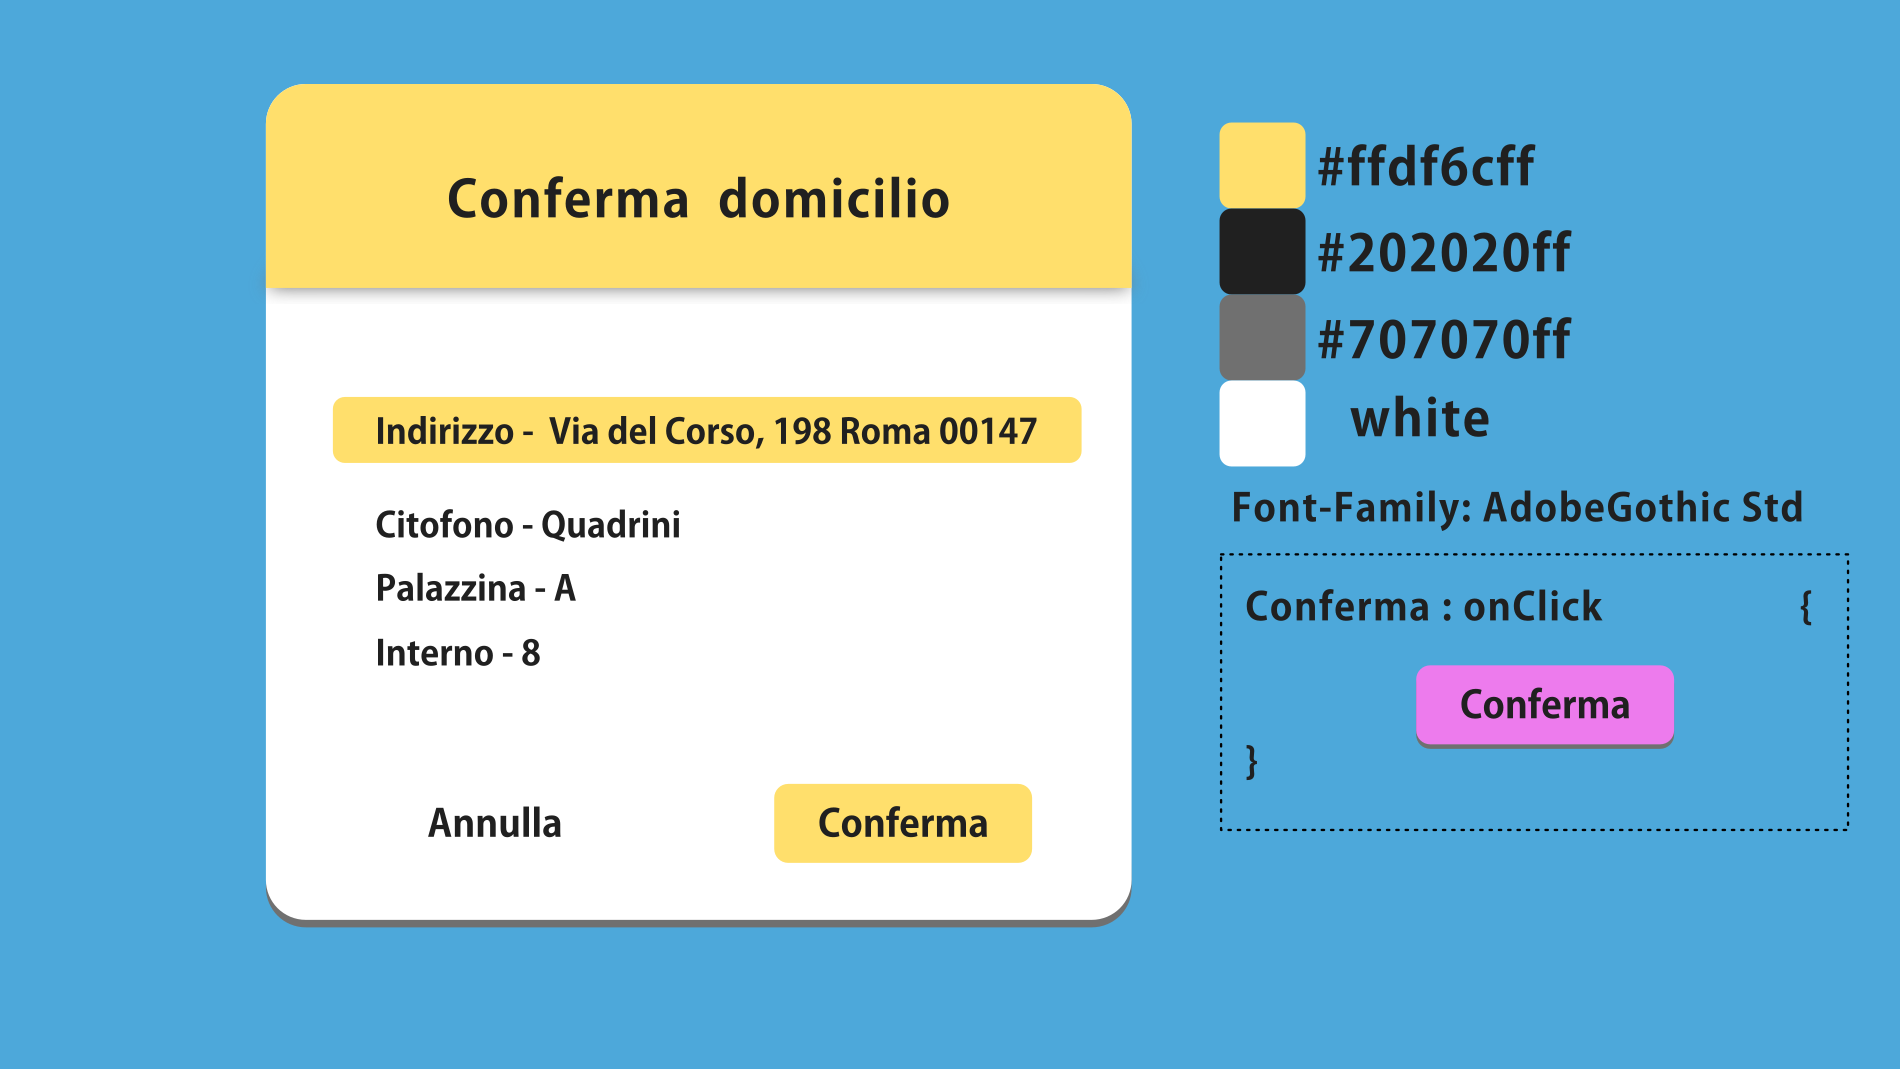 Conferma domicilio
Indirizzo - Via del Corso, 198 Roma 00147
Citofono - Quadrini
Palazzina - A
Interno - 8
Annulla
Conferma
#ffdf6cff
#202020ff
#707070ff
white
Font-Family: AdobeGothic Std
Conferma : onClick {
Conferma
}